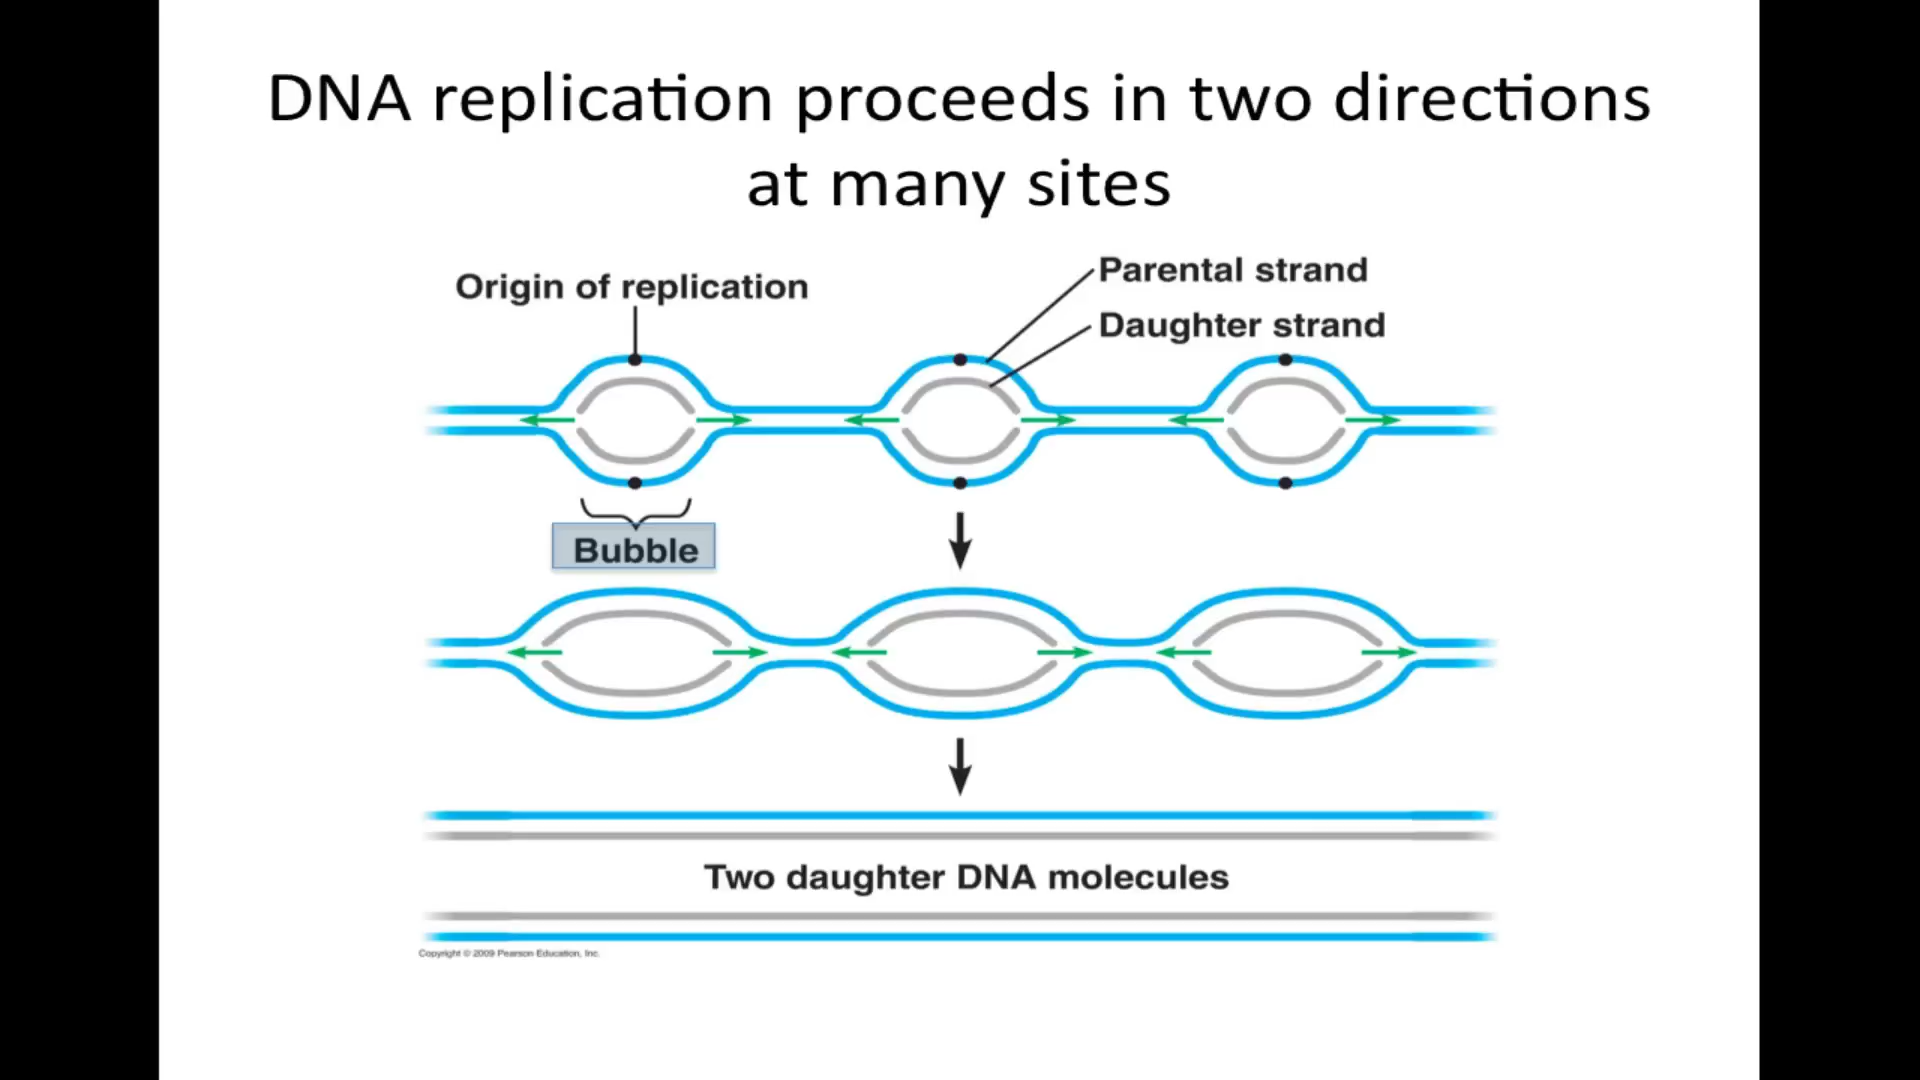 DNA replication proceeds in two directions
at many sites
Origin of replication
Parental strand
Daughter strand
Bubble
Two daughter DNA molecules
Copyright © 2009 Pearson Education, Inc.